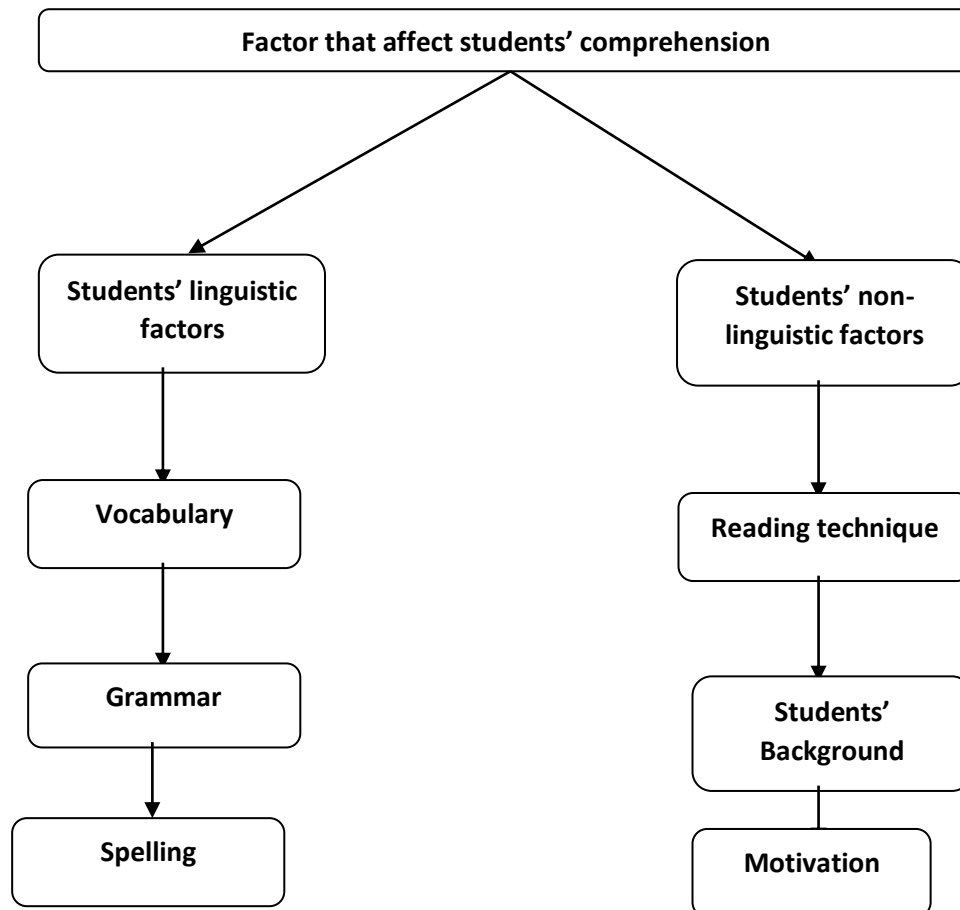 Factor that affect students’ comprehension
Students’ linguistic
factors
Students’ non-
linguistic factors
Vocabulary
Reading technique
Grammar
Students’
Background
Spelling
Motivation